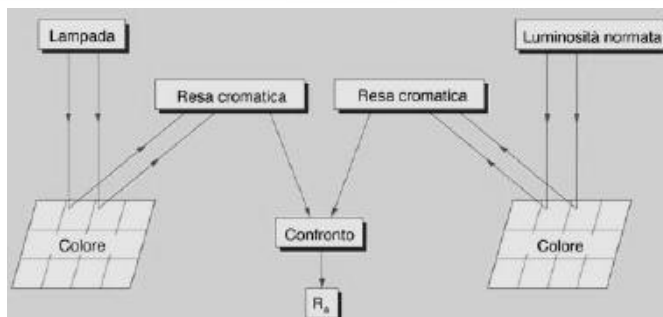 Lampada
Luminosità normata
Resa cromatica
Resa cromatica
Colore
Confronto
Colore
Ra